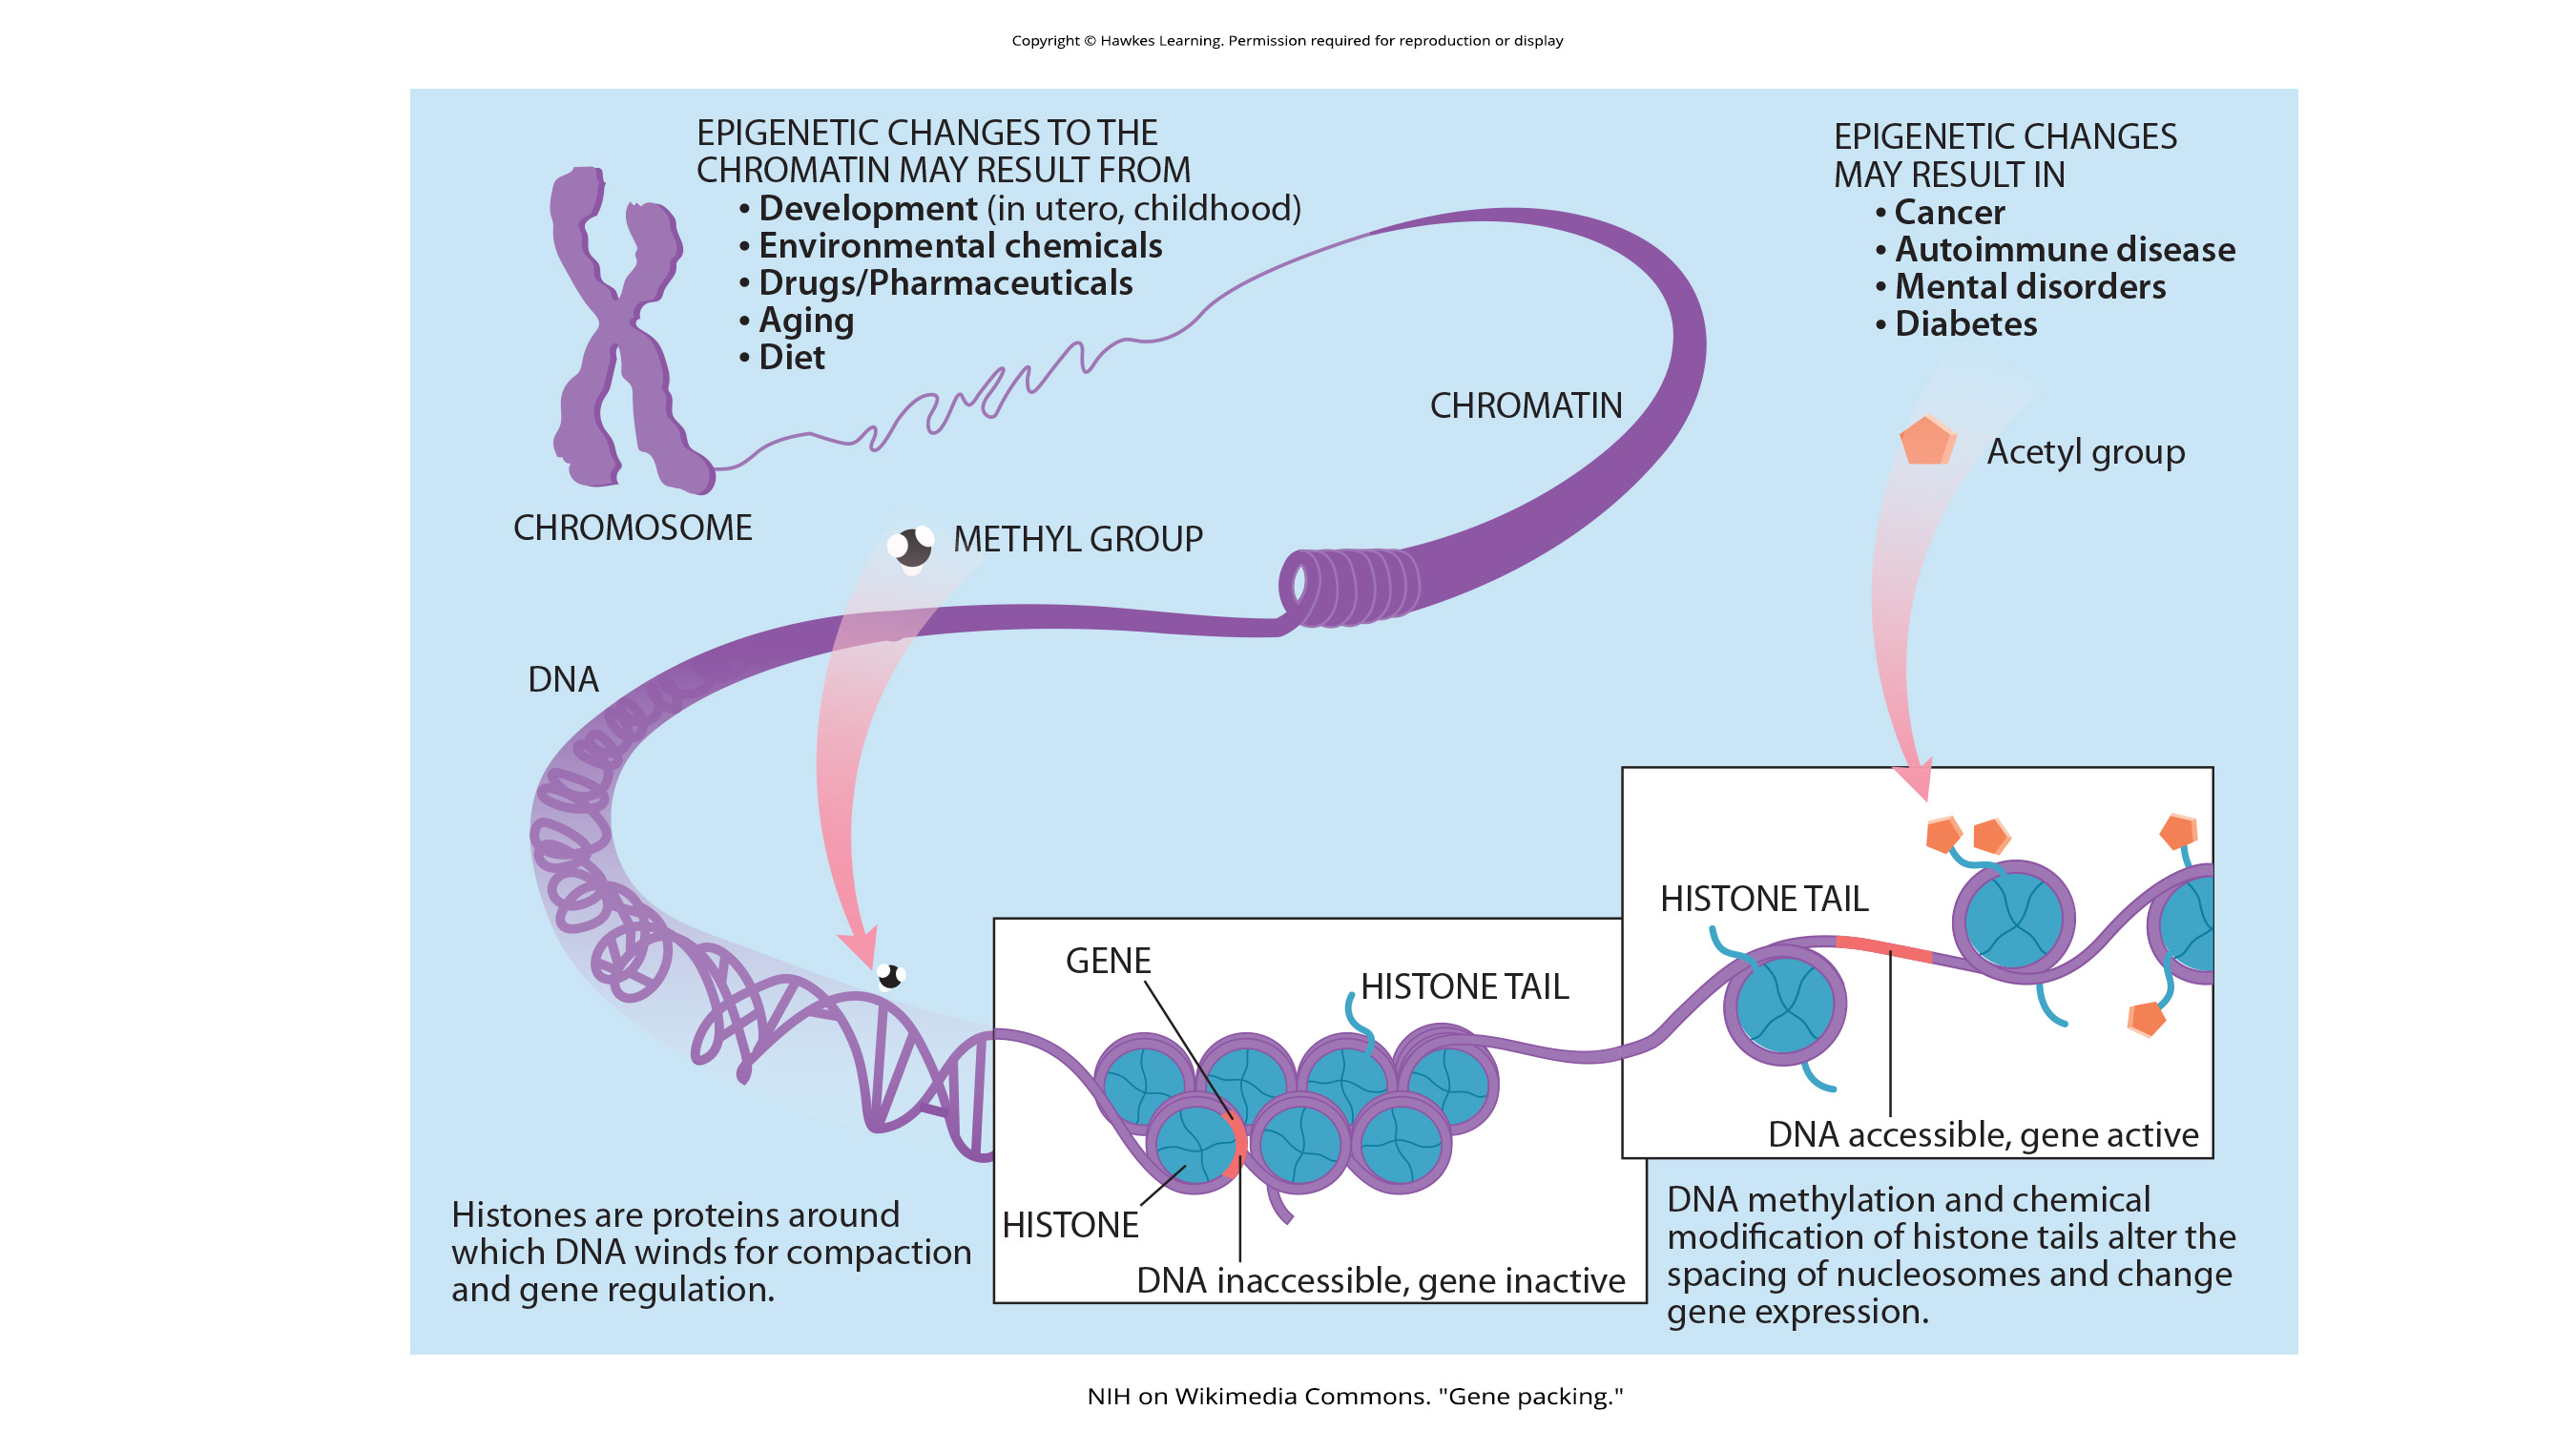 Copyright © Hawkes Learning. Permission required for reproduction or display
EPIGENETIC CHANGES TO THE
CHROMATIN MAY RESULT FROM
• Development (in utero, childhood)
• Environmental chemicals
• Drugs/Pharmaceuticals
• Aging
• Diet
EPIGENETIC CHANGES
MAY RESULT IN
• Cancer
• Autoimmune disease
• Mental disorders
• Diabetes
CHROMATIN
Acetyl group
CHROMOSOME
METHYL GROUP
DNA
HISTONE TAIL
GENE
HISTONE TAIL
DNA accessible, gene active
HISTONE
DNA inaccessible, gene inactive
Histones are proteins around
which DNA winds for compaction
and gene regulation.
DNA methylation and chemical
modification of histone tails alter the
spacing of nucleosomes and change
gene expression.
NIH on Wikimedia Commons. "Gene packing."